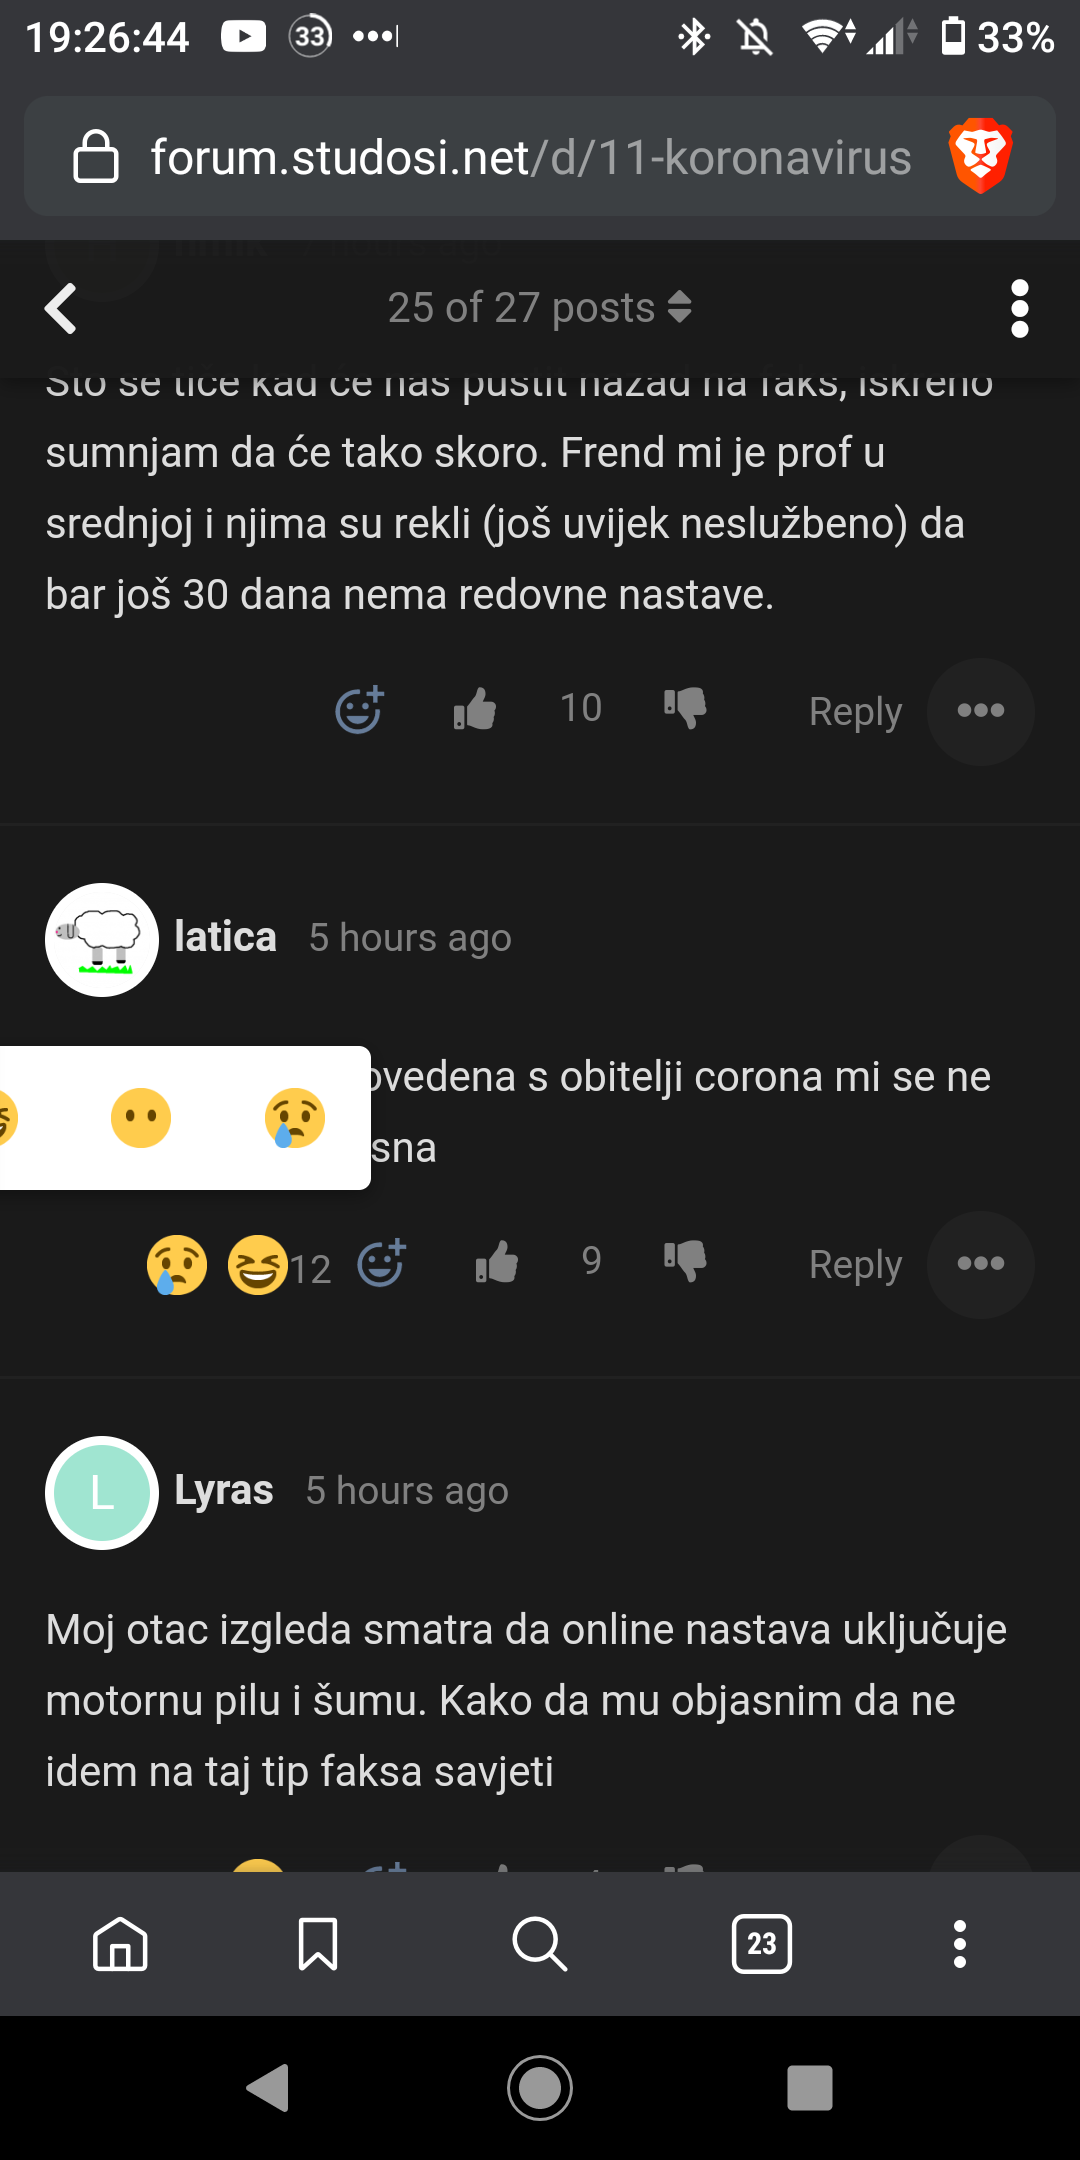 19:26:44
33
33%
forum.studosi.net/d/11-koronavirus
25 of 27 posts
Što se tiče kad će nas pustit nazad na faks, iskreno
sumnjam da će tako skoro. Frend mi je prof u
srednjoj i njima su rekli (još uvijek neslužbeno) da
bar još 30 dana nema redovne nastave.
10
Reply
latica
5 hours ago
ovedena s obitelji corona mi se ne
sna
12
9
Reply
L
Lyras
5 hours ago
Moj otac izgleda smatra da online nastava uključuje
motornu pilu i šumu. Kako da mu objasnim da ne
idem na taj tip faksa savjeti
23